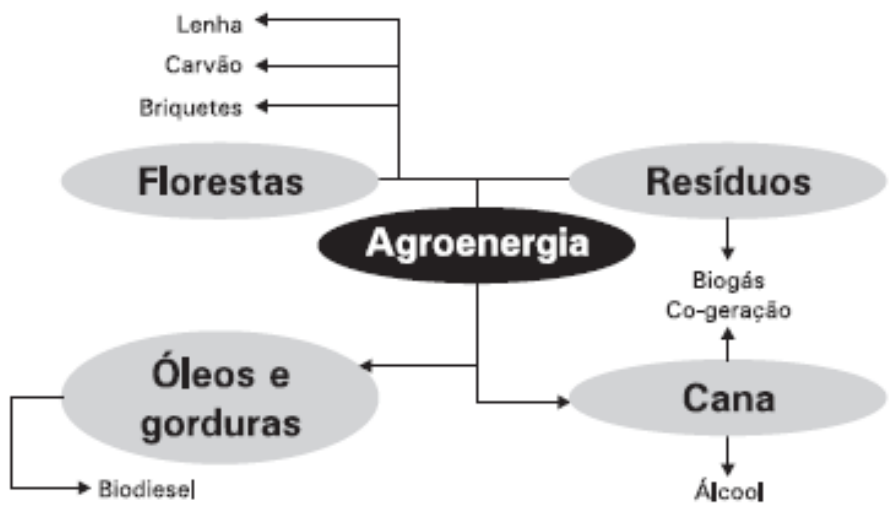 Lenha
Carvão
Briquetes
Florestas
Resíduos
Agroenergia
Biogás
Co-geração
Óleos e
gorduras
Cana
Biodiesel
Álcool